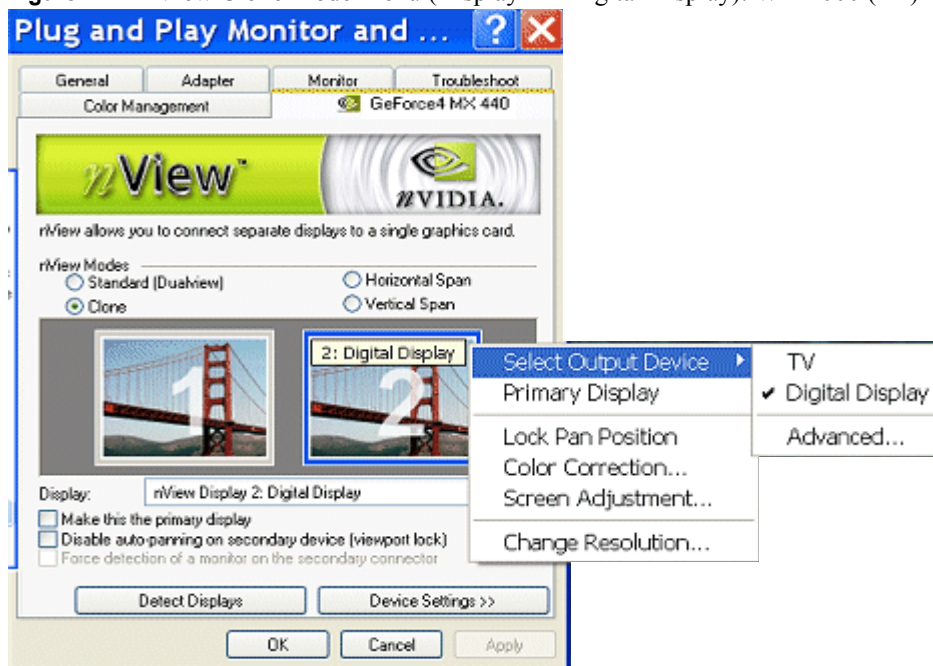 Plug and Play Monitor and ...
General Adapter Monitor Troubleshoot
Color Management GeForce4 MX 440
nView™ nVIDIA.
nView allows you to connect separate displays to a single graphics card.
nView Modes
Standard (Dualview) Horizontal Span
Clone Vertical Span
1 2
2: Digital Display
Select Output Device
Primary Display
Lock Pan Position
Color Correction...
Screen Adjustment...
Change Resolution...
TV
Digital Display
Advanced...
Display: nView Display 2: Digital Display
Make this the primary display
Disable auto-panning on secondary device (viewport lock)
Force detection of a monitor on the secondary connector
Detect Displays Device Settings >>
OK Cancel Apply